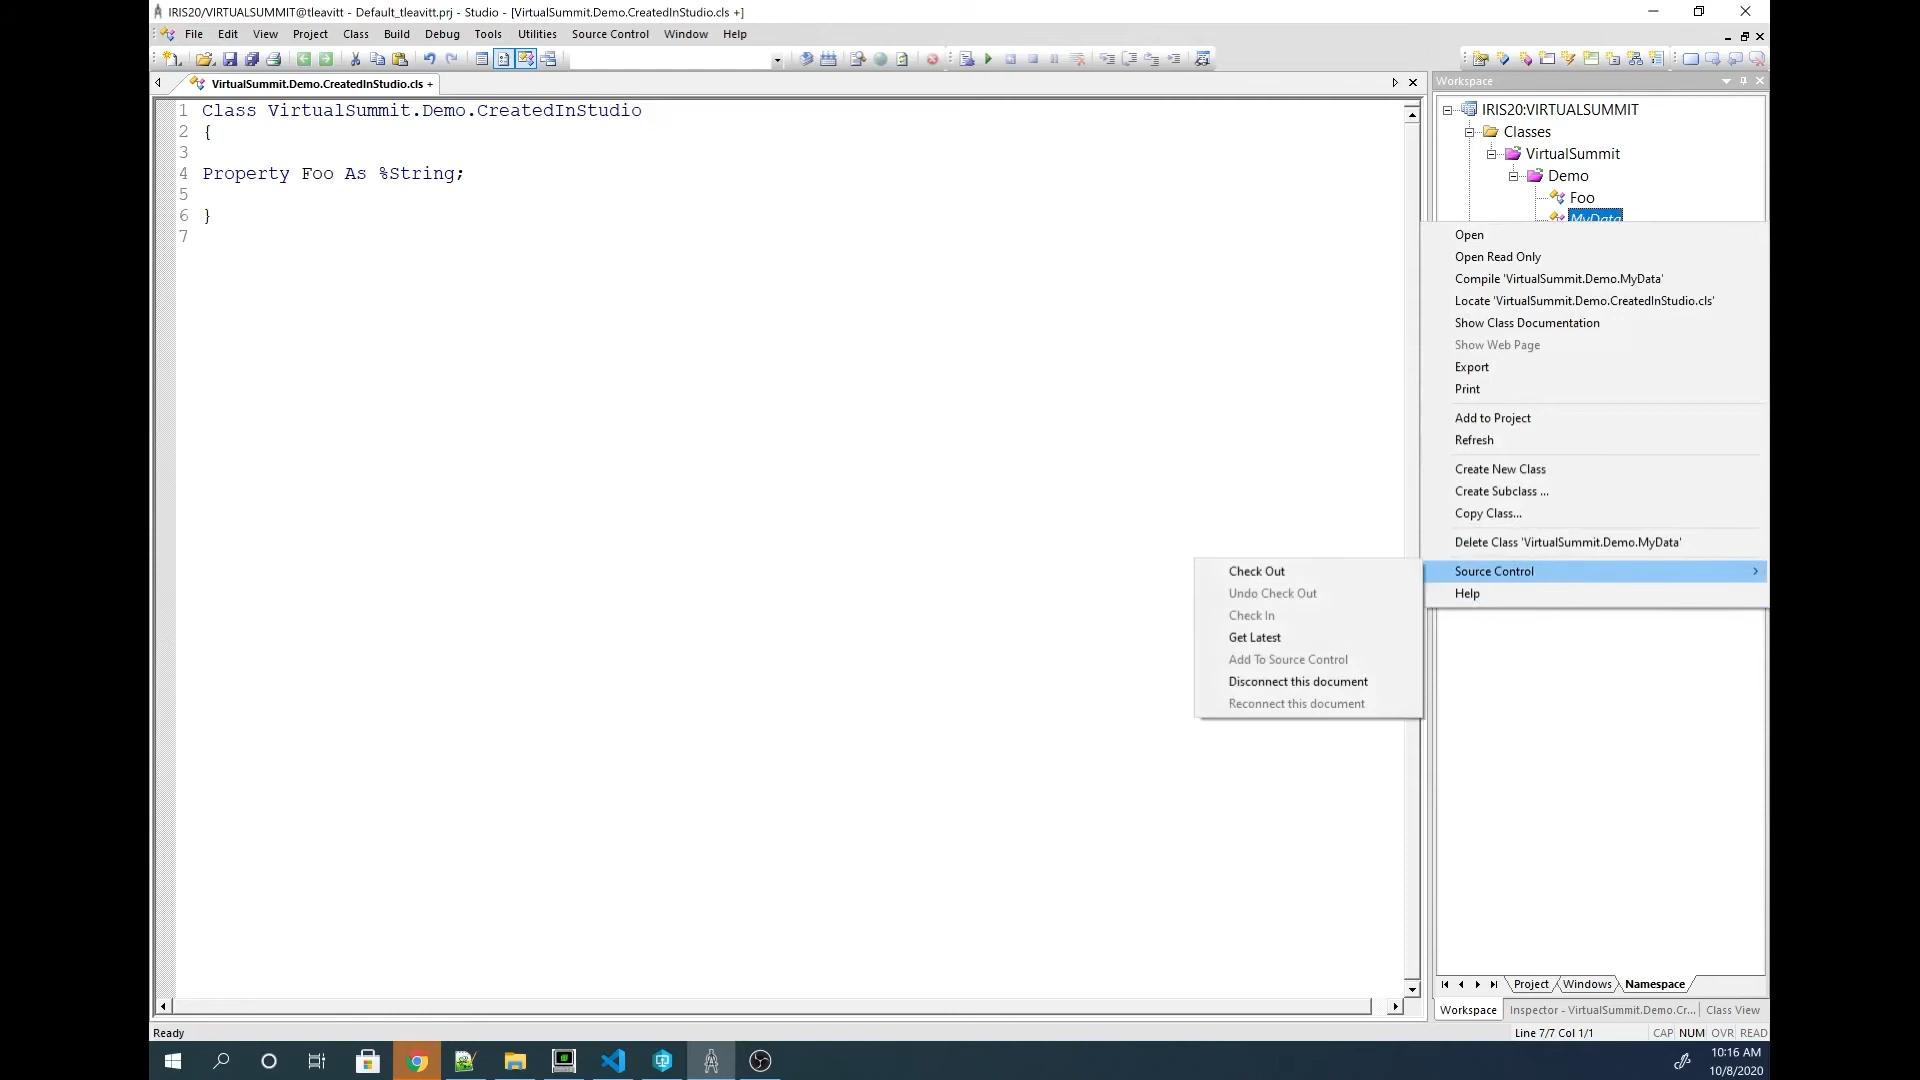 IRIS20/VIRTUALSUMMIT@tleavitt - Default_tleavitt.prj - Studio - [VirtualSummit.Demo.CreatedInStudio.cls +]
File Edit View Project Class Build Debug Tools Utilities Source Control Window Help
VirtualSummit.Demo.CreatedInStudio.cls +
Workspace
1 Class VirtualSummit.Demo.CreatedInStudio
2 {
3
4 Property Foo As %String;
5
6 }
7
IRIS20:VIRTUALSUMMIT
Classes
VirtualSummit
Demo
Foo
MyData
Open
Open Read Only
Compile 'VirtualSummit.Demo.MyData'
Locate 'VirtualSummit.Demo.CreatedInStudio.cls'
Show Class Documentation
Show Web Page
Export
Print
Add to Project
Refresh
Create New Class
Create Subclass ...
Copy Class...
Delete Class 'VirtualSummit.Demo.MyData'
Source Control
Help
Check Out
Undo Check Out
Check In
Get Latest
Add To Source Control
Disconnect this document
Reconnect this document
Project Windows Namespace
Workspace Inspector - VirtualSummit.Demo.Cr... Class View
Ready
Line 7/7 Col 1/1 CAP NUM OVR READ
10:16 AM
10/8/2020